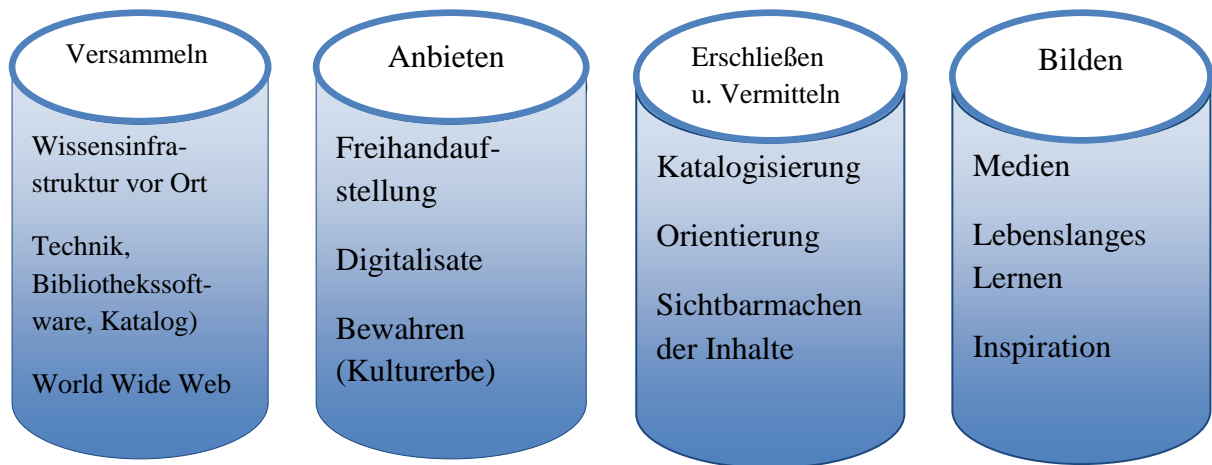 Versammeln
Wissensinfra-
struktur vor Ort
Technik,
Bibliothekssoft-
ware, Katalog)
World Wide Web
Anbieten
Freihandauf-
stellung
Digitalisate
Bewahren
(Kulturerbe)
Erschließen
u. Vermitteln
Katalogisierung
Orientierung
Sichtbarmachen
der Inhalte
Bilden
Medien
Lebenslanges
Lernen
Inspiration